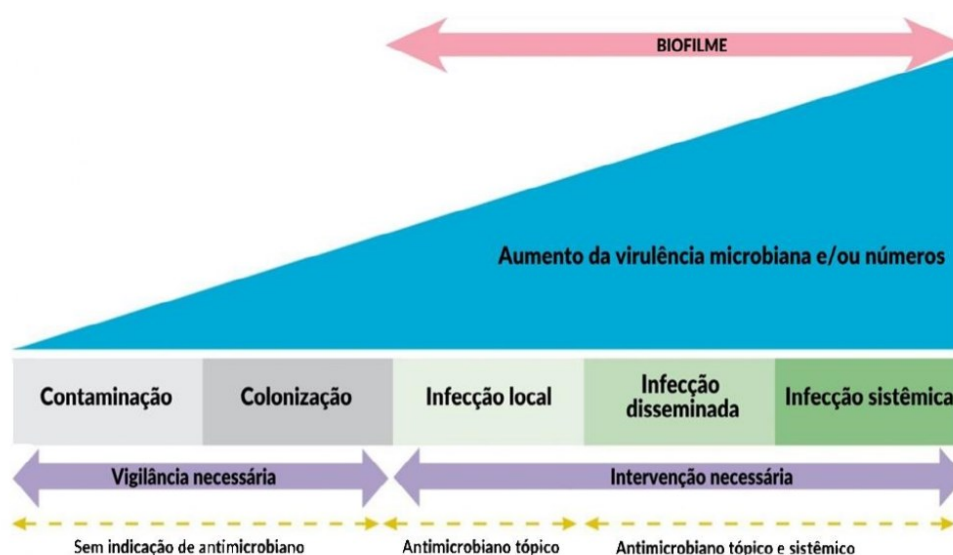 BIOFILME
Aumento da virulência microbiana e/ou números
Contaminação
Colonização
Infecção local
Infecção
disseminada
Infecção sistêmica
Vigilância necessária
Intervenção necessária
Sem indicação de antimicrobiano
Antimicrobiano tópico
Antimicrobiano tópico e sistêmico